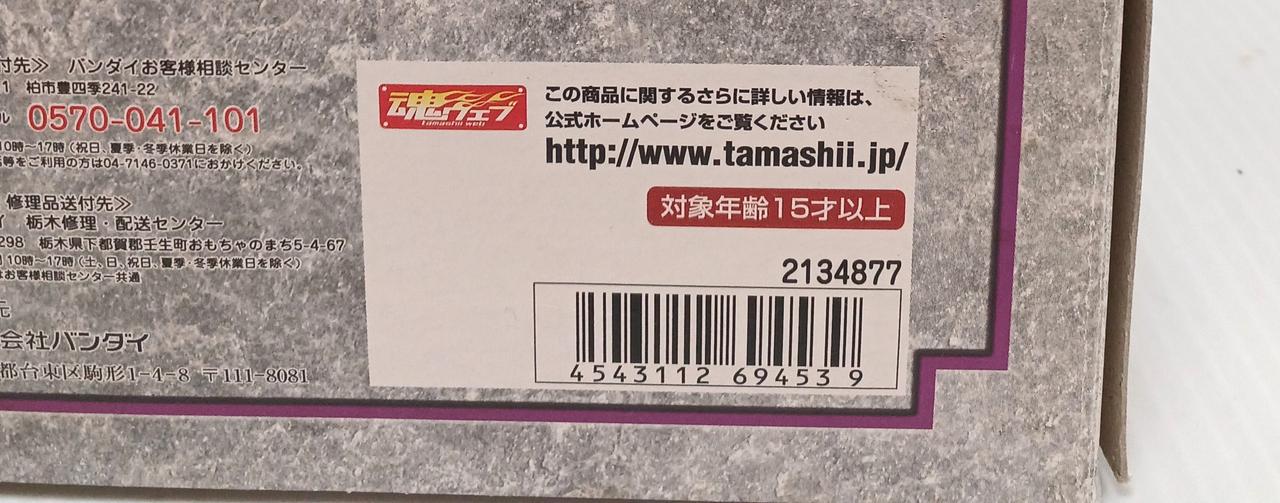 付先≫ バンダイお客様相談センター
1 柏市豊四季241-22
ル 0570-041-101
10時～17時(祝日、夏季・冬季休業日を除く)
話等をご利用の方は04-7146-0371におかけください。
修理品送付先≫
イ 栃木修理・配送センター
298 栃木県下都賀郡壬生町おもちゃのまち5-4-67
10時～17時(土、日、祝日、夏季・冬季休業日を除く)
はお客様相談センター共通
元
会社バンダイ
都台東区駒形1-4-8 〒111-8081
魂ウェブ
tamashii web
この商品に関するさらに詳しい情報は、
公式ホームページをご覧ください
http://www.tamashii.jp/
対象年齢15才以上
2134877
4543112 694539